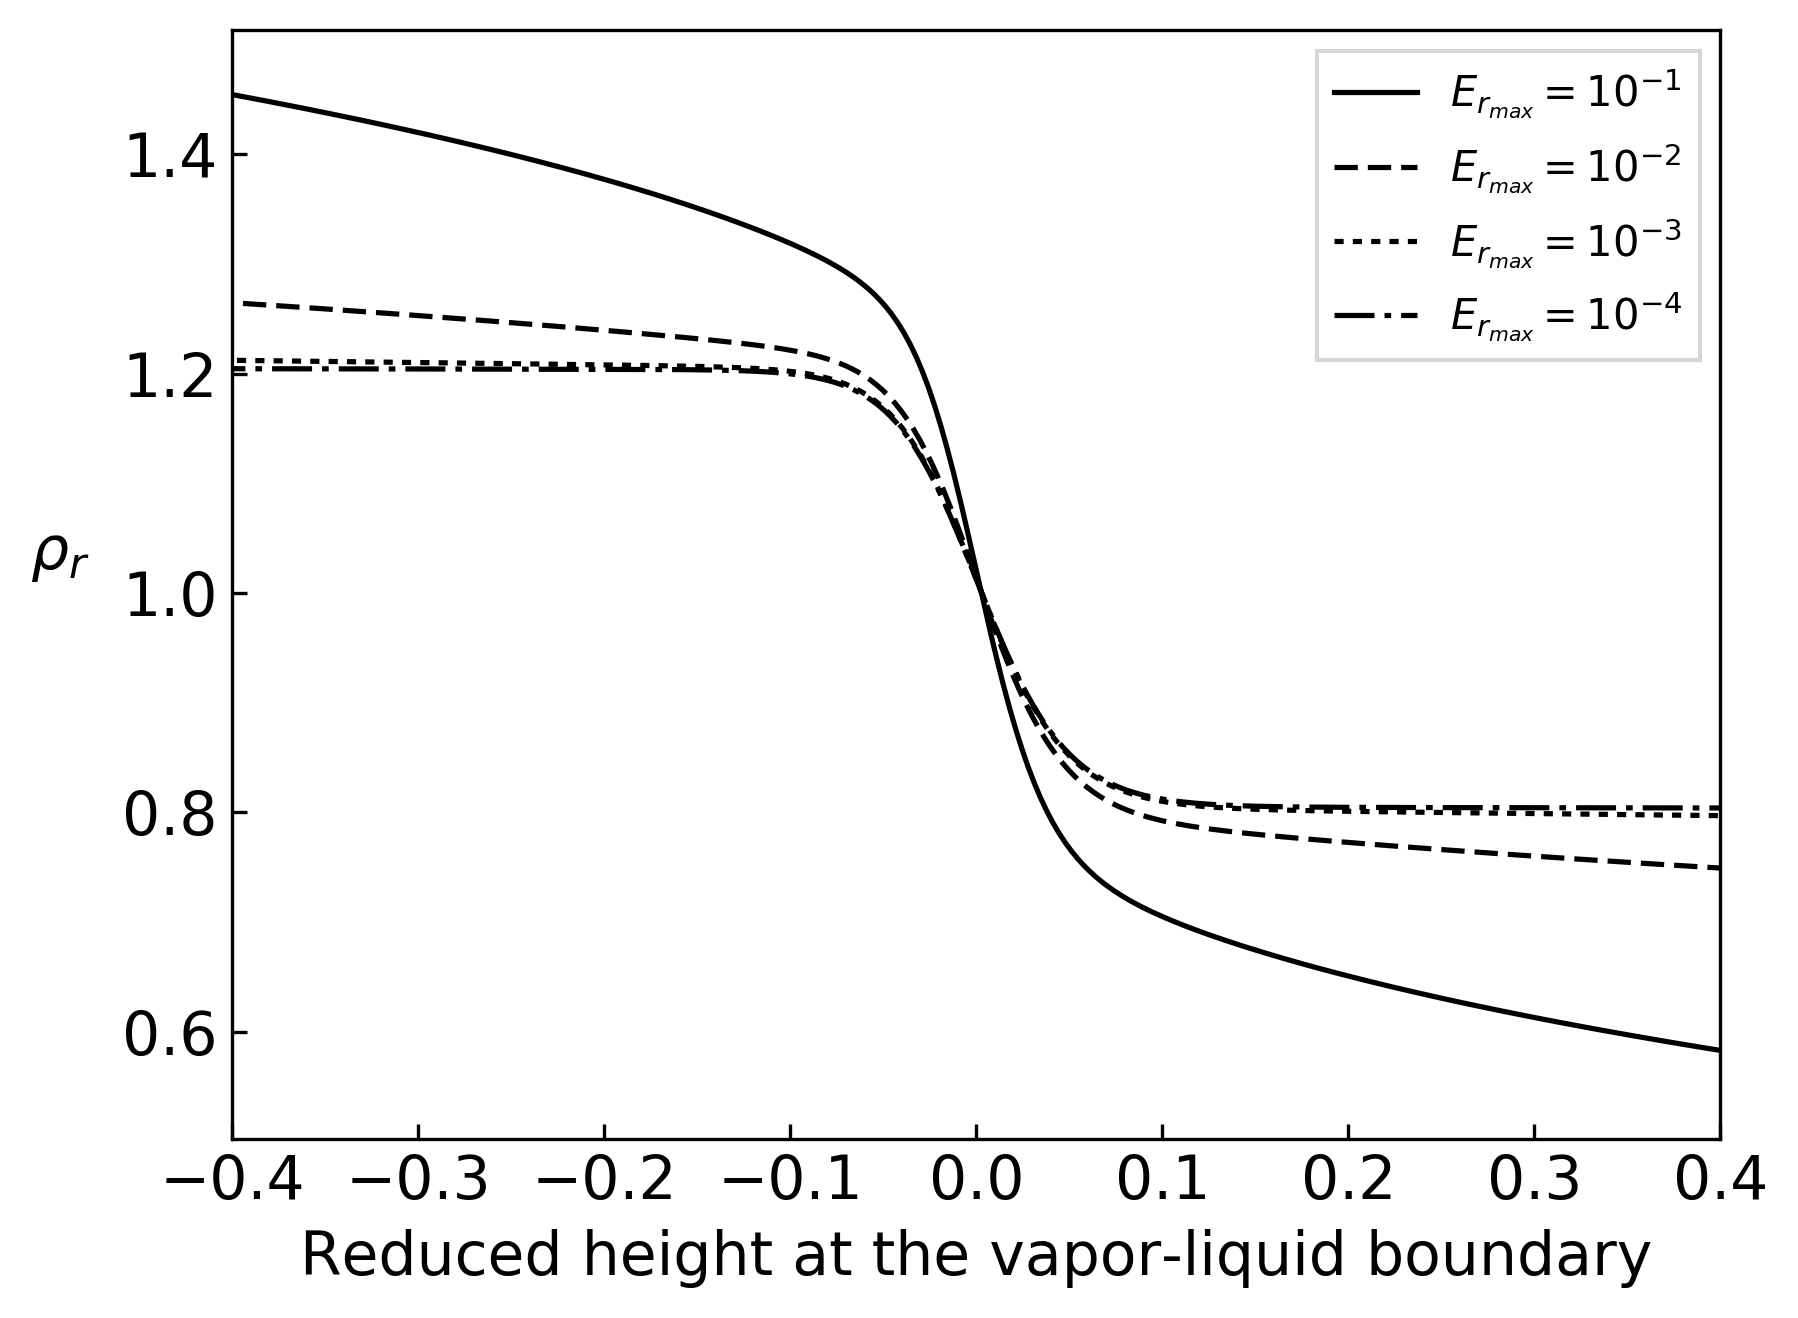 E_{r_{max}} = 10^{-1}
E_{r_{max}} = 10^{-2}
E_{r_{max}} = 10^{-3}
E_{r_{max}} = 10^{-4}
1.4
1.2
1.0
0.8
0.6
ρ_r
−0.4 −0.3 −0.2 −0.1 0.0 0.1 0.2 0.3 0.4
Reduced height at the vapor-liquid boundary